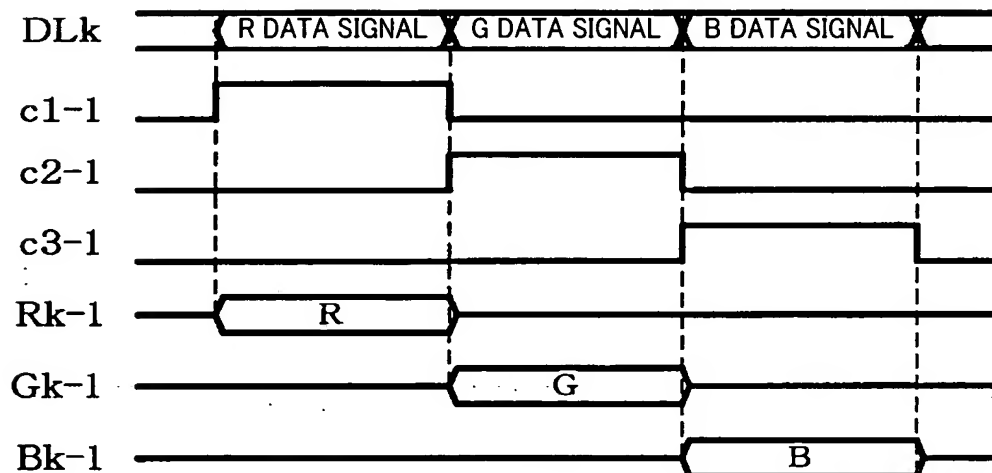 DLk R DATA SIGNAL G DATA SIGNAL B DATA SIGNAL
c1-1
c2-1
c3-1
Rk-1 R
Gk-1 G
Bk-1 B